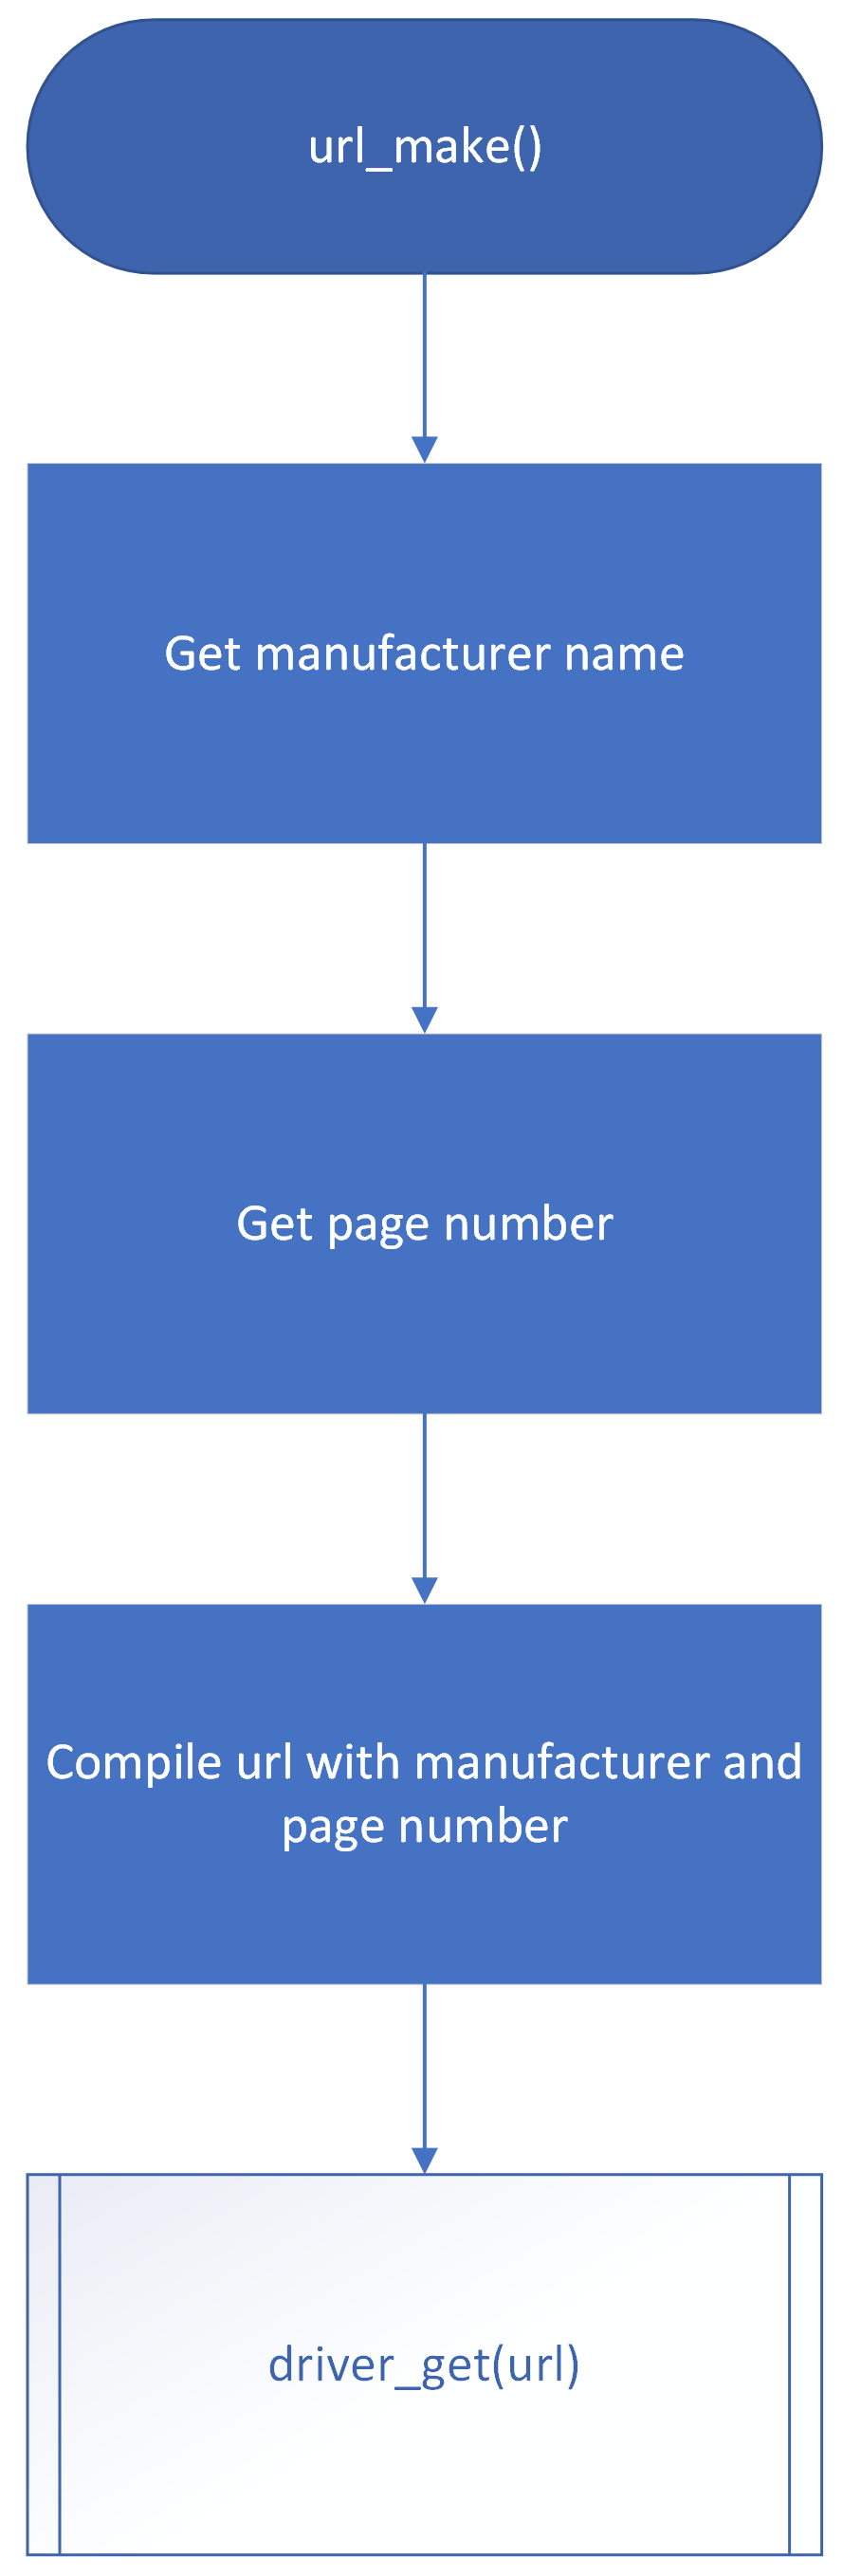 url_make()
Get manufacturer name
Get page number
Compile url with manufacturer and
page number
driver_get(url)